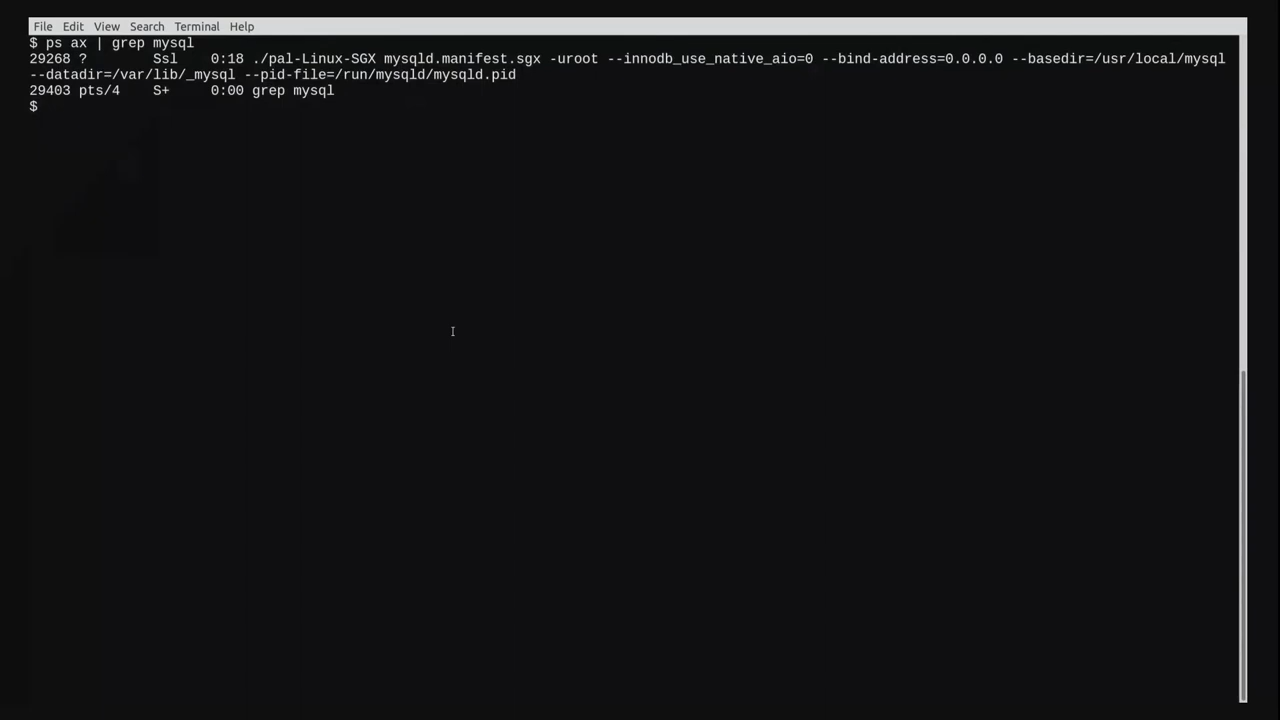 File Edit View Search Terminal Help
$ ps ax | grep mysql
29268 ?        Ssl    0:18 ./pal-Linux-SGX mysqld.manifest.sgx -uroot --innodb_use_native_aio=0 --bind-address=0.0.0.0 --basedir=/usr/local/mysql
--datadir=/var/lib/_mysql --pid-file=/run/mysqld/mysqld.pid
29403 pts/4    S+     0:00 grep mysql
$